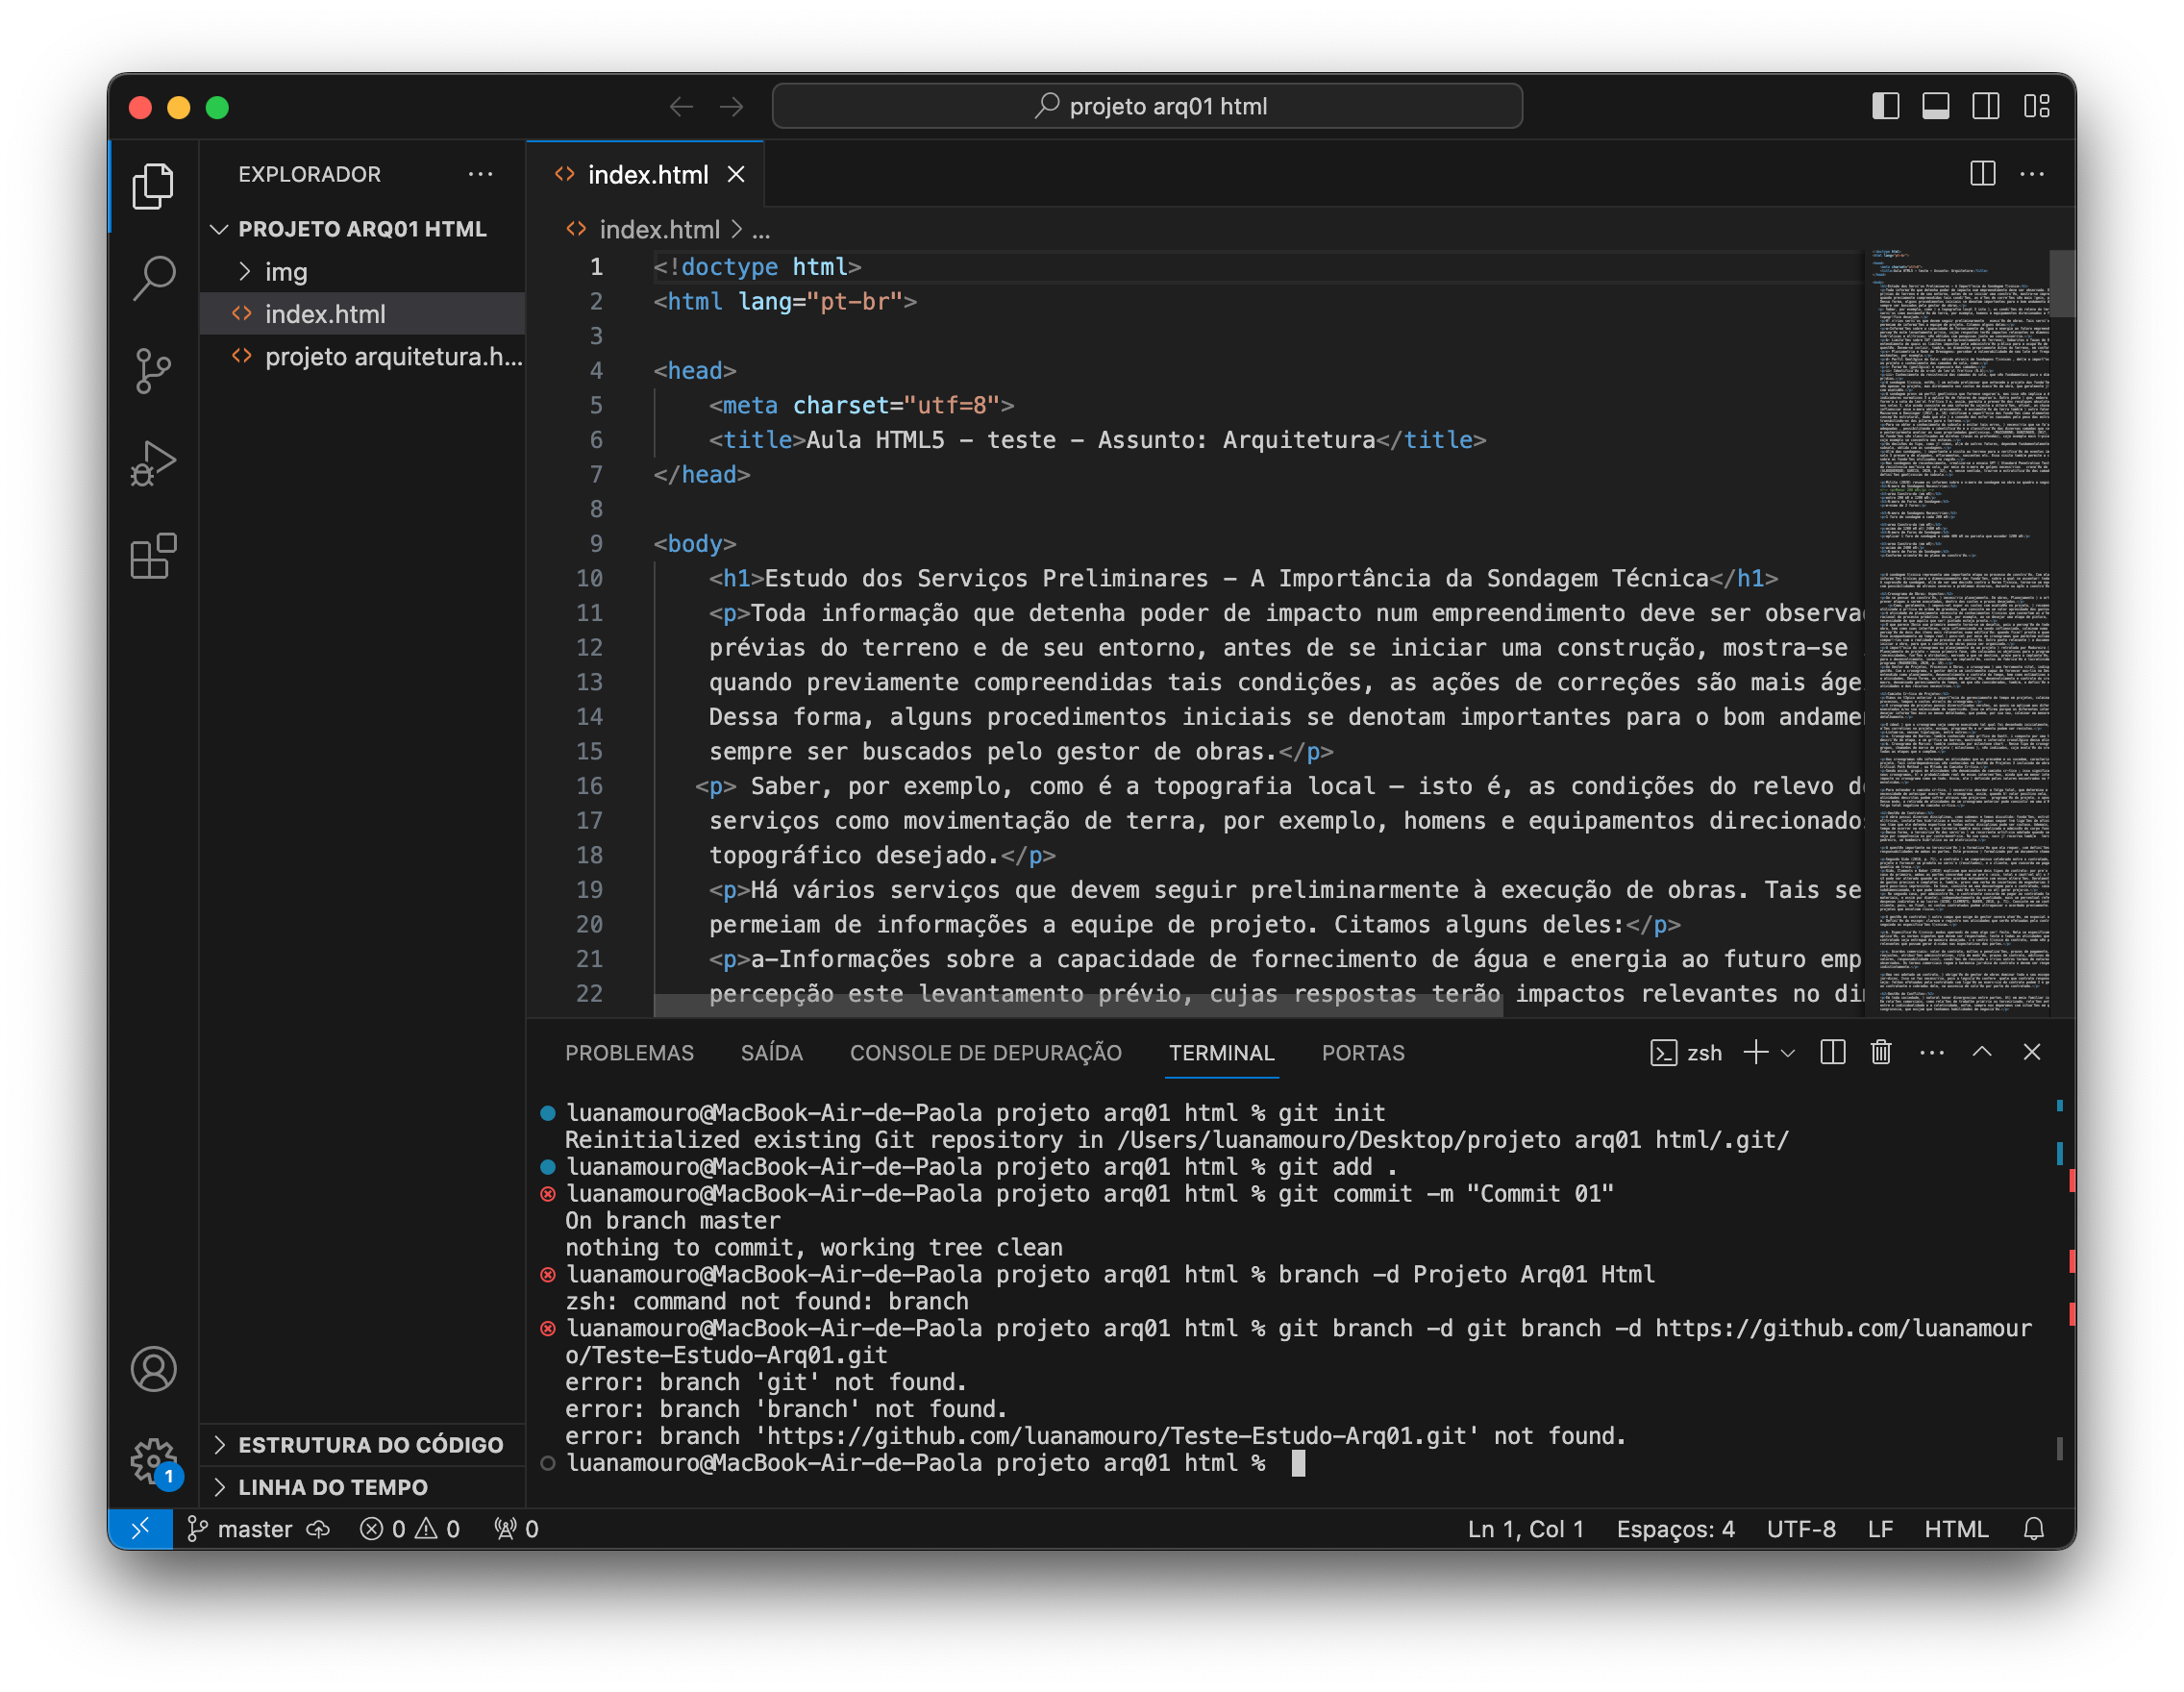 projeto arq01 html
EXPLORADOR
PROJETO ARQ01 HTML
img
index.html
projeto arquitetura.h...
ESTRUTURA DO CÓDIGO
LINHA DO TEMPO
index.html
index.html > ...
1 <!doctype html>
2 <html lang="pt-br">
3
4 <head>
5 <meta charset="utf=8">
6 <title>Aula HTML5 - teste - Assunto: Arquitetura</title>
7 </head>
8
9 <body>
10 <h1>Estudo dos Serviços Preliminares - A Importância da Sondagem Técnica</h1>
11 <p>Toda informação que detenha poder de impacto num empreendimento deve ser observad
12 prévias do terreno e de seu entorno, antes de se iniciar uma construção, mostra-se
13 quando previamente compreendidas tais condições, as ações de correções são mais áge
14 Dessa forma, alguns procedimentos iniciais se denotam importantes para o bom andamen
15 sempre ser buscados pelo gestor de obras.</p>
16 <p> Saber, por exemplo, como é a topografia local – isto é, as condições do relevo d
17 serviços como movimentação de terra, por exemplo, homens e equipamentos direcionados
18 topográfico desejado.</p>
19 <p>Há vários serviços que devem seguir preliminarmente à execução de obras. Tais se
20 permeiam de informações a equipe de projeto. Citamos alguns deles:</p>
21 <p>a-Informações sobre a capacidade de fornecimento de água e energia ao futuro emp
22 percepção este levantamento prévio, cujas respostas terão impactos relevantes no di
PROBLEMAS SAÍDA CONSOLE DE DEPURAÇÃO TERMINAL PORTAS zsh
luanamouro@MacBook-Air-de-Paola projeto arq01 html % git init
Reinitialized existing Git repository in /Users/luanamouro/Desktop/projeto arq01 html/.git/
luanamouro@MacBook-Air-de-Paola projeto arq01 html % git add .
luanamouro@MacBook-Air-de-Paola projeto arq01 html % git commit -m "Commit 01"
On branch master
nothing to commit, working tree clean
luanamouro@MacBook-Air-de-Paola projeto arq01 html % branch -d Projeto Arq01 Html
zsh: command not found: branch
luanamouro@MacBook-Air-de-Paola projeto arq01 html % git branch -d git branch -d https://github.com/luanamour
o/Teste-Estudo-Arq01.git
error: branch 'git' not found.
error: branch 'branch' not found.
error: branch 'https://github.com/luanamouro/Teste-Estudo-Arq01.git' not found.
luanamouro@MacBook-Air-de-Paola projeto arq01 html %
1
master 0 0 0 Ln 1, Col 1 Espaços: 4 UTF-8 LF HTML